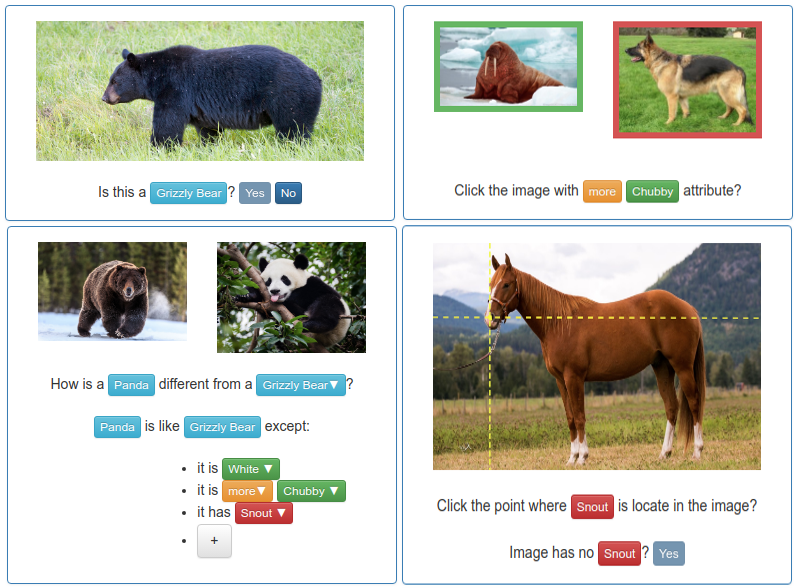 Is this a Grizzly Bear ? Yes No
Click the image with more Chubby attribute?
How is a Panda different from a Grizzly Bear▼ ?
Panda is like Grizzly Bear except:
• it is White ▼
• it is more▼ Chubby ▼
• it has Snout ▼
• +
Click the point where Snout is locate in the image?
Image has no Snout ? Yes